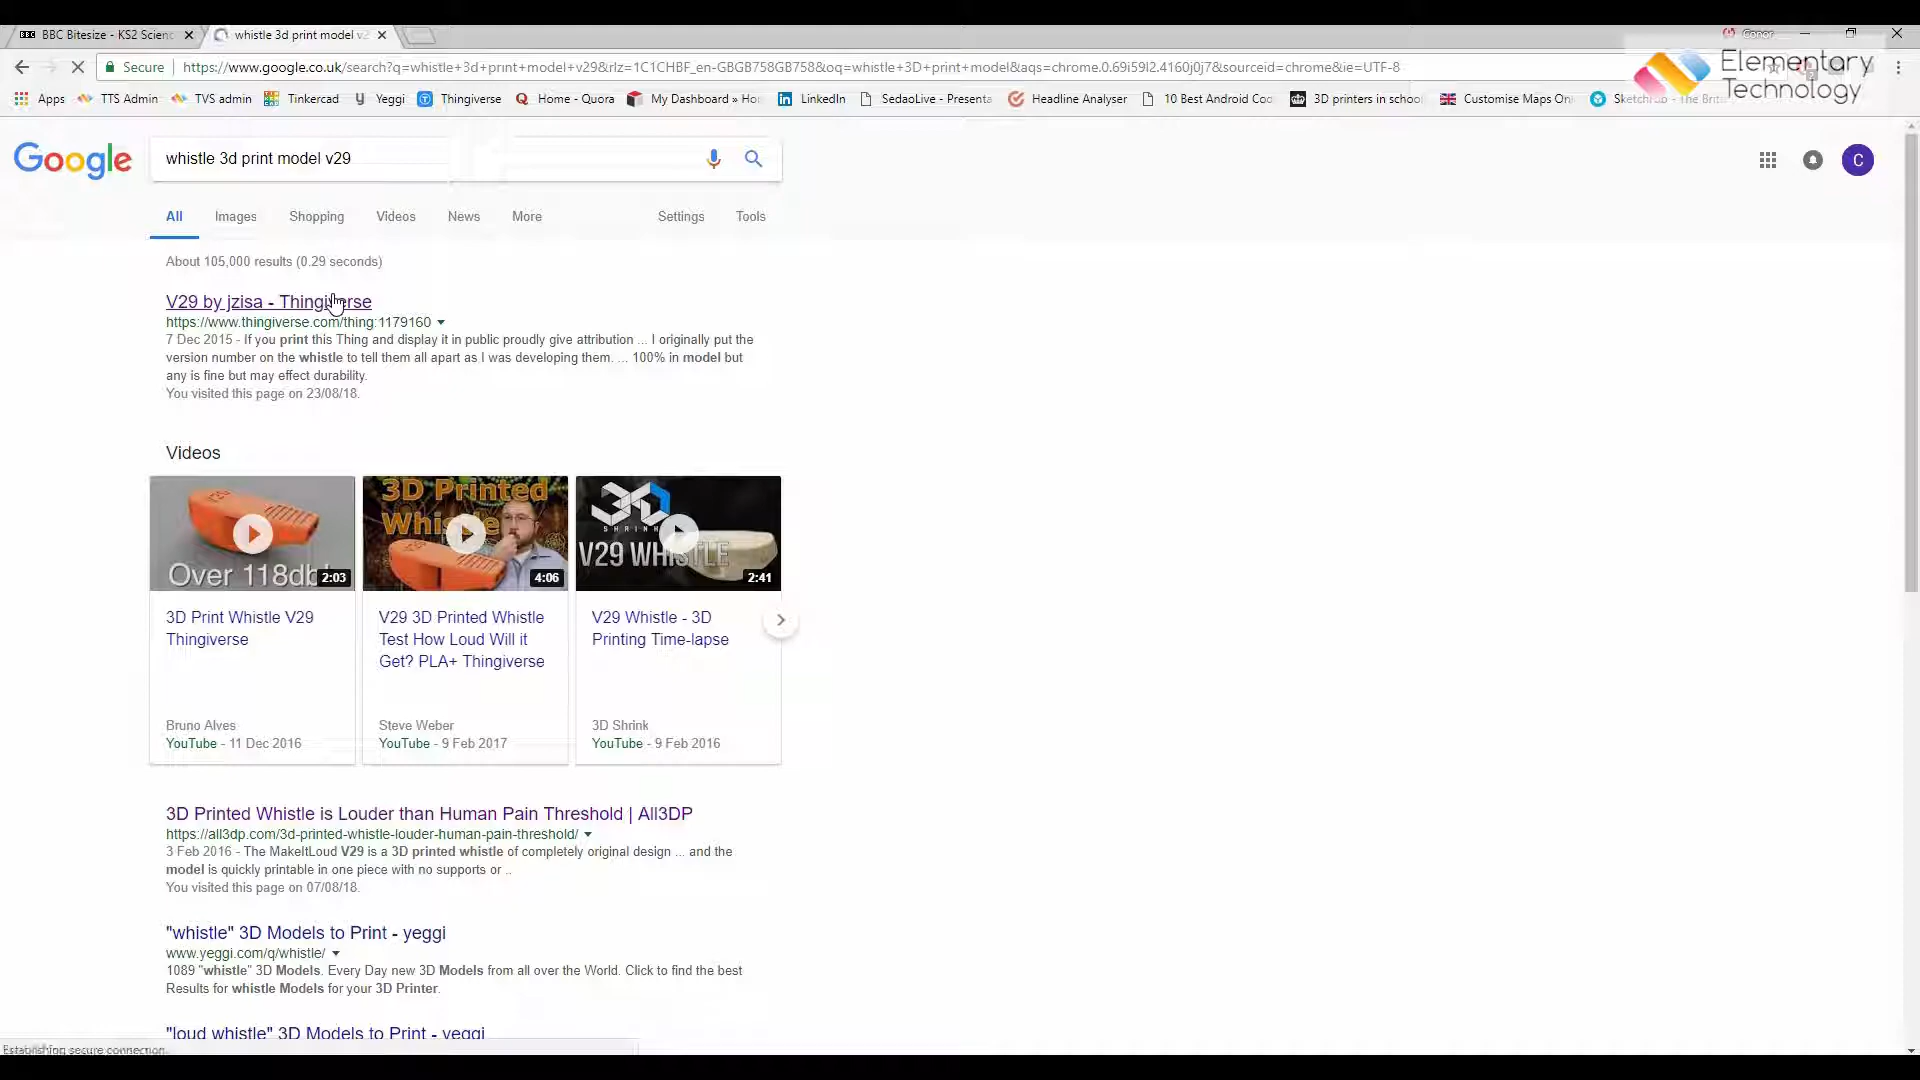 BBC Bitesize - KS2 Scien
whistle 3d print model v2
Conor
Secure
https://www.google.co.uk/search?q=whistle+3d+print+model+v29&rlz=1C1CHBF_en-GBGB758GB758&oq=whistle+3D+print+model&aqs=chrome.0.69i59l2.4160j0j7&sourceid=chrome&ie=UTF-8
Elementary
Technology
Apps
TTS Admin
TVS admin
Tinkercad
Yeggi
Thingiverse
Home - Quora
My Dashboard » Ho
LinkedIn
SedaoLive - Presenta
Headline Analyser
10 Best Android Coc
3D printers in schoo
Customise Maps On
Google
whistle 3d print model v29
C
All
Images
Shopping
Videos
News
More
Settings
Tools
About 105,000 results (0.29 seconds)
V29 by jzisa - Thingiverse
https://www.thingiverse.com/thing:1179160
7 Dec 2015 - If you print this Thing and display it in public proudly give attribution ... I originally put the
version number on the whistle to tell them all apart as I was developing them. ... 100% in model but
any is fine but may effect durability.
You visited this page on 23/08/18.
Videos
Over 118db
2:03
3D Printed
Whistle
4:06
3D
SHRINK
V29 WHISTLE
2:41
3D Print Whistle V29
Thingiverse
Bruno Alves
YouTube - 11 Dec 2016
V29 3D Printed Whistle
Test How Loud Will it
Get? PLA+ Thingiverse
Steve Weber
YouTube - 9 Feb 2017
V29 Whistle - 3D
Printing Time-lapse
3D Shrink
YouTube - 9 Feb 2016
3D Printed Whistle is Louder than Human Pain Threshold | All3DP
https://all3dp.com/3d-printed-whistle-louder-human-pain-threshold/
3 Feb 2016 - The MakeItLoud V29 is a 3D printed whistle of completely original design ... and the
model is quickly printable in one piece with no supports or ..
You visited this page on 07/08/18.
"whistle" 3D Models to Print - yeggi
www.yeggi.com/q/whistle/
1089 "whistle" 3D Models. Every Day new 3D Models from all over the World. Click to find the best
Results for whistle Models for your 3D Printer.
"loud whistle" 3D Models to Print - yeggi
Establishing secure connection...